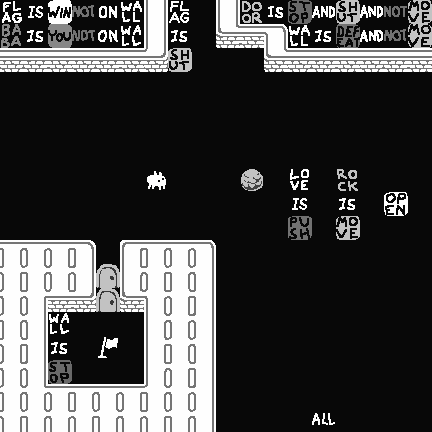 FLAG IS WIN NOT ON WALL FLAG DOOR IS STOP AND SHUT AND NOT MOVE
BABA IS YOU NOT ON WALL IS WALL IS DEFEAT AND NOT MOVE
SHUT
LOVE ROCK
IS IS OPEN
PUSH MOVE
WALL
IS
STOP
ALL